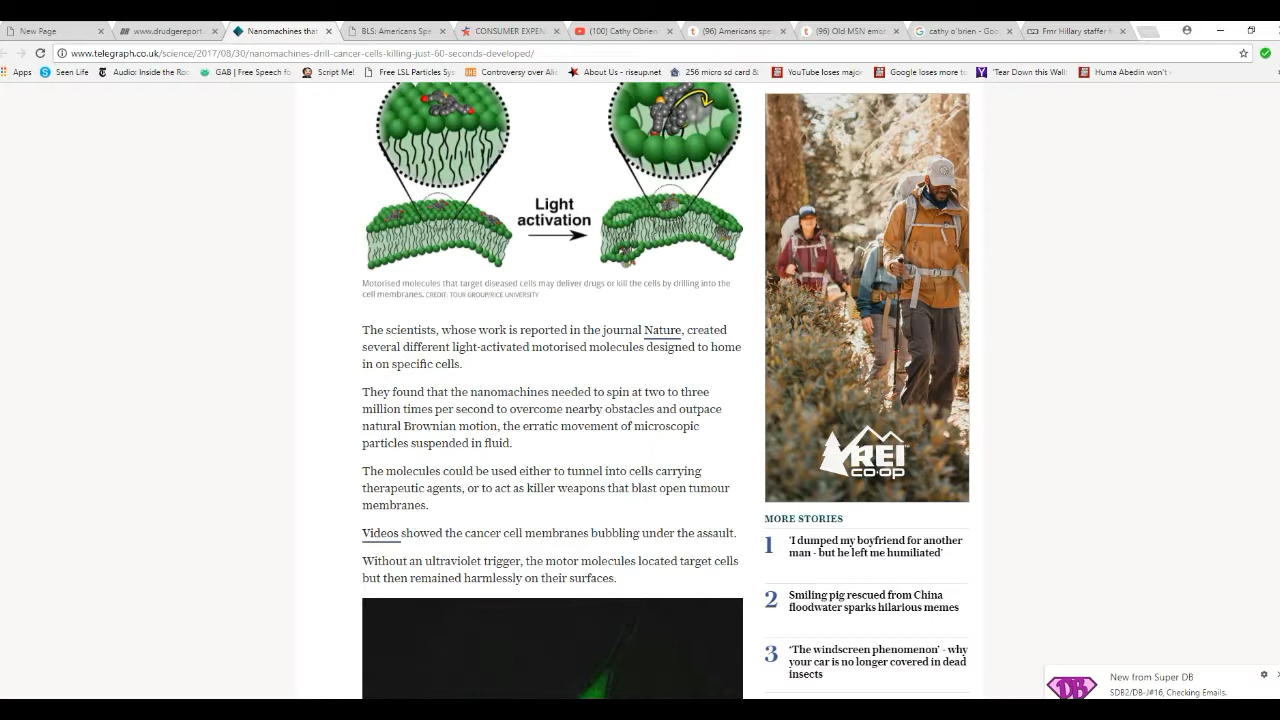 New Page
www.drudgereport
Nanomachines that
BLS: Americans Spe
CONSUMER EXPEN
(100) Cathy Obrien
(96) Americans spe
(96) Old MSN emot
cathy o'brien - Goo
Fmr Hillary staffer f
www.telegraph.co.uk/science/2017/08/30/nanomachines-drill-cancer-cells-killing-just-60-seconds-developed/
Apps
Seen Life
Audio: Inside the Ro
GAB | Free Speech fo
Script Me!
Free LSL Particles Sys
Controversy over Alic
About Us - riseup.net
256 micro sd card &
YouTube loses major
Google loses more to
'Tear Down this Wall
Huma Abedin won't
Light
activation
Motorised molecules that target diseased cells may deliver drugs or kill the cells by drilling into the
cell membranes. CREDIT: TOUR GROUP/RICE UNIVERSITY
The scientists, whose work is reported in the journal Nature, created
several different light-activated motorised molecules designed to home
in on specific cells.
They found that the nanomachines needed to spin at two to three
million times per second to overcome nearby obstacles and outpace
natural Brownian motion, the erratic movement of microscopic
particles suspended in fluid.
The molecules could be used either to tunnel into cells carrying
therapeutic agents, or to act as killer weapons that blast open tumour
membranes.
Videos showed the cancer cell membranes bubbling under the assault.
Without an ultraviolet trigger, the motor molecules located target cells
but then remained harmlessly on their surfaces.
REI
co·op
MORE STORIES
1 'I dumped my boyfriend for another
man - but he left me humiliated'
2 Smiling pig rescued from China
floodwater sparks hilarious memes
3 'The windscreen phenomenon' - why
your car is no longer covered in dead
insects
DB
New from Super DB
SDB2/DB-J#16, Checking Emails.